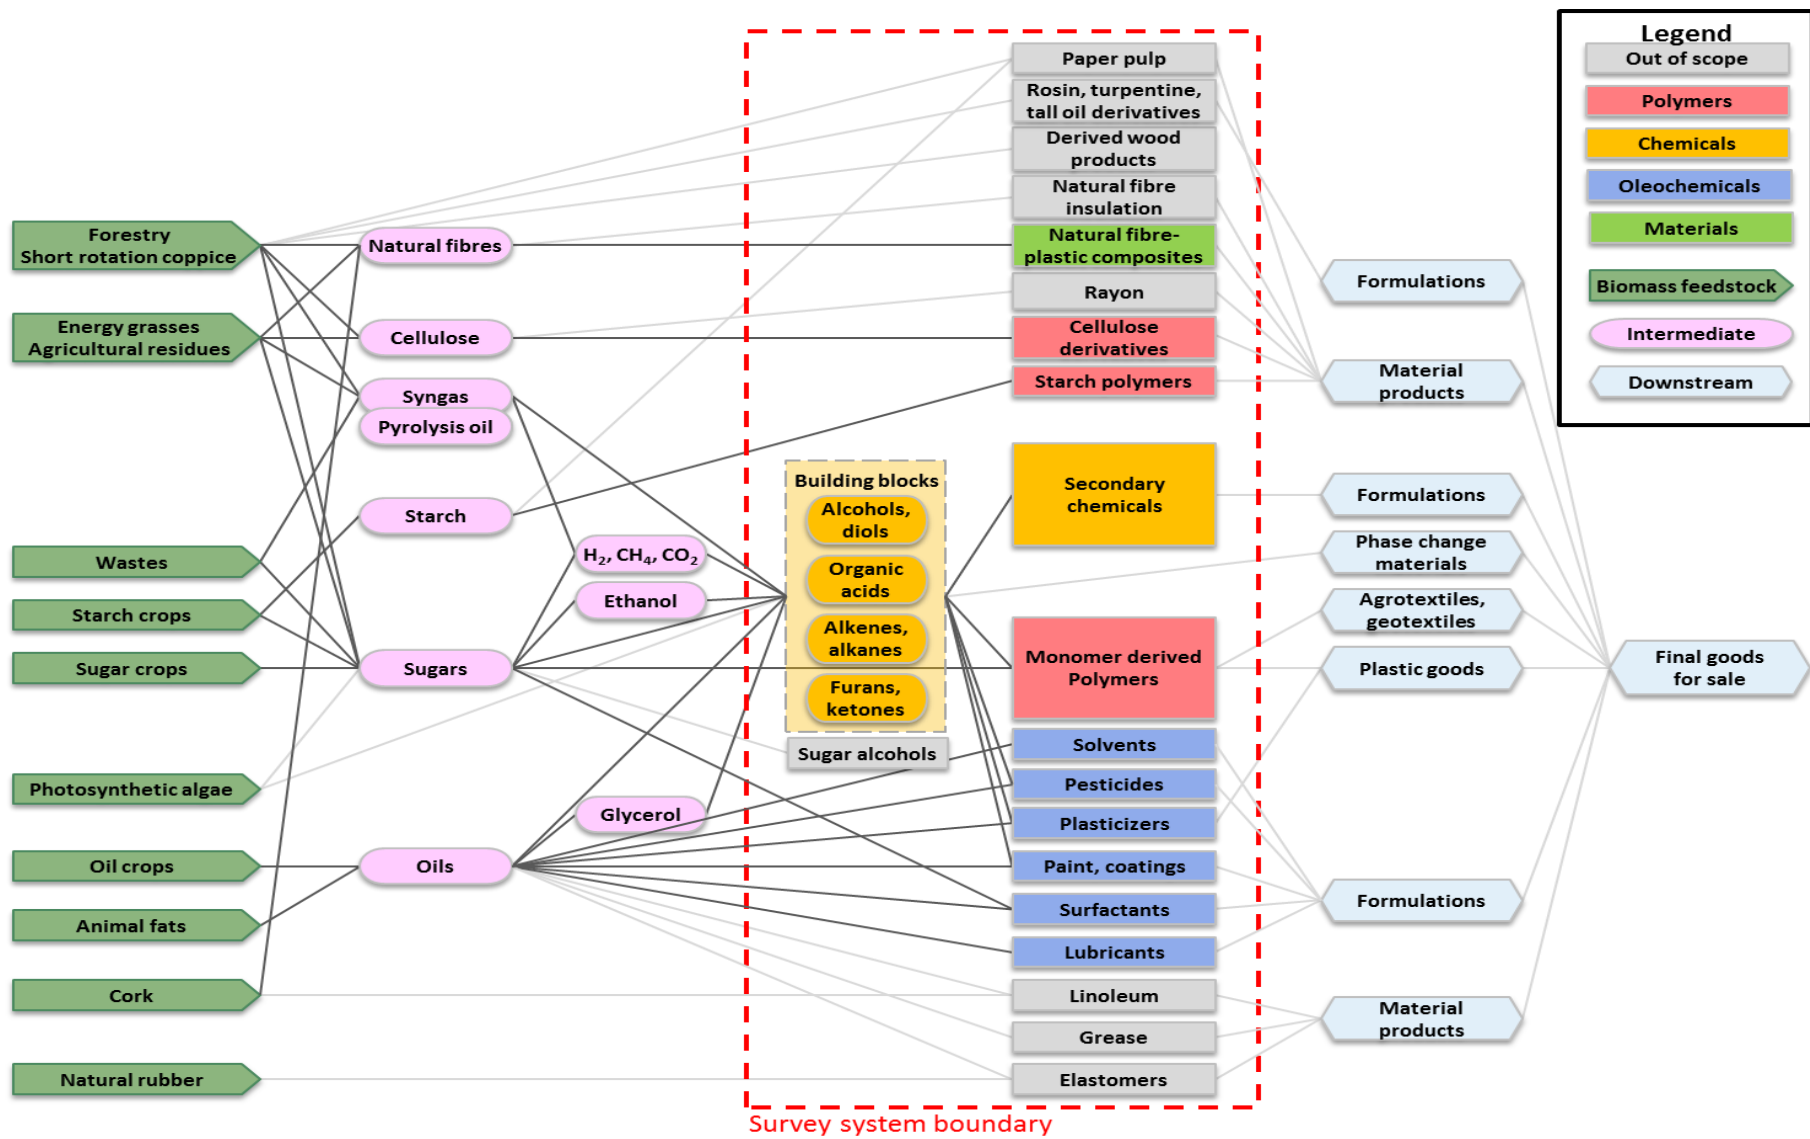 Legend
Out of scope
Polymers
Chemicals
Oleochemicals
Materials
Biomass feedstock
Intermediate
Downstream
Forestry
Short rotation coppice
Energy grasses
Agricultural residues
Wastes
Starch crops
Sugar crops
Photosynthetic algae
Oil crops
Animal fats
Cork
Natural rubber
Natural fibres
Cellulose
Syngas
Pyrolysis oil
Starch
Sugars
Oils
H₂, CH₄, CO₂
Ethanol
Glycerol
Building blocks
Alcohols,
diols
Organic
acids
Alkenes,
alkanes
Furans,
ketones
Sugar alcohols
Paper pulp
Rosin, turpentine,
tall oil derivatives
Derived wood
products
Natural fibre
insulation
Natural fibre-
plastic composites
Rayon
Cellulose
derivatives
Starch polymers
Secondary
chemicals
Monomer derived
Polymers
Solvents
Pesticides
Plasticizers
Paint, coatings
Surfactants
Lubricants
Linoleum
Grease
Elastomers
Formulations
Material
products
Formulations
Phase change
materials
Agrotextiles,
geotextiles
Plastic goods
Formulations
Material
products
Final goods
for sale
Survey system boundary